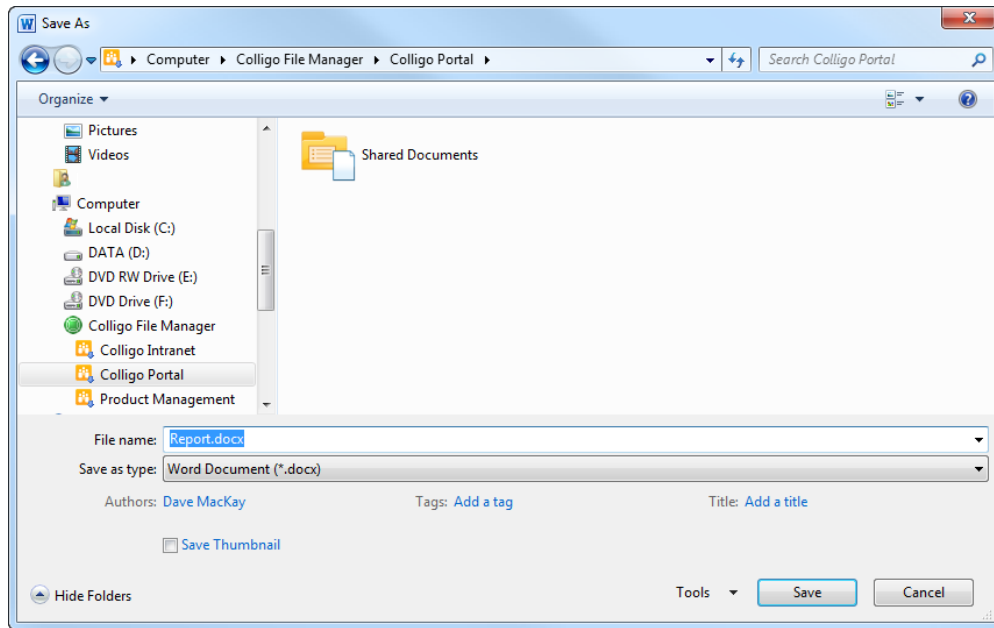 Save As
Computer Colligo File Manager Colligo Portal Search Colligo Portal
Organize
Pictures
Videos
Computer
Local Disk (C:)
DATA (D:)
DVD RW Drive (E:)
DVD Drive (F:)
Colligo File Manager
Colligo Intranet
Colligo Portal
Product Management
Shared Documents
File name: Report.docx
Save as type: Word Document (*.docx)
Authors: Dave MacKay Tags: Add a tag Title: Add a title
Save Thumbnail
Hide Folders Tools Save Cancel